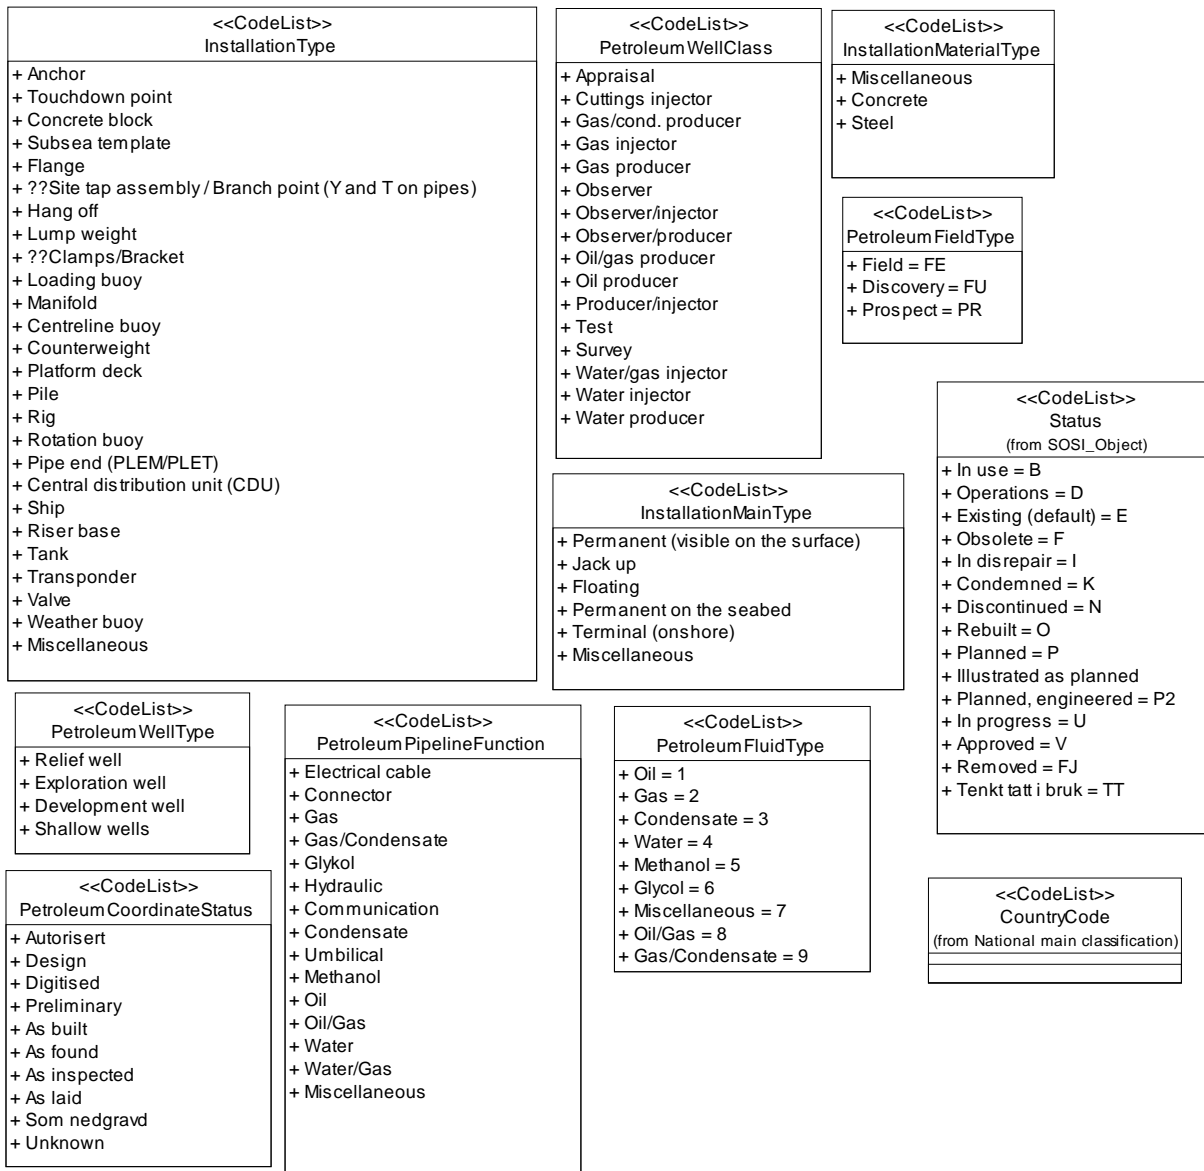 <<CodeList>>
InstallationType
+ Anchor
+ Touchdown point
+ Concrete block
+ Subsea template
+ Flange
+ ??Site tap assembly / Branch point (Y and T on pipes)
+ Hang off
+ Lump weight
+ ??Clamps/Bracket
+ Loading buoy
+ Manifold
+ Centreline buoy
+ Counterweight
+ Platform deck
+ Pile
+ Rig
+ Rotation buoy
+ Pipe end (PLEM/PLET)
+ Central distribution unit (CDU)
+ Ship
+ Riser base
+ Tank
+ Transponder
+ Valve
+ Weather buoy
+ Miscellaneous
<<CodeList>>
PetroleumWellClass
+ Appraisal
+ Cuttings injector
+ Gas/cond. producer
+ Gas injector
+ Gas producer
+ Observer
+ Observer/injector
+ Observer/producer
+ Oil/gas producer
+ Oil producer
+ Producer/injector
+ Test
+ Survey
+ Water/gas injector
+ Water injector
+ Water producer
<<CodeList>>
InstallationMaterialType
+ Miscellaneous
+ Concrete
+ Steel
<<CodeList>>
PetroleumFieldType
+ Field = FE
+ Discovery = FU
+ Prospect = PR
<<CodeList>>
Status
(from SOSI_Object)
+ In use = B
+ Operations = D
+ Existing (default) = E
+ Obsolete = F
+ In disrepair = I
+ Condemned = K
+ Discontinued = N
+ Rebuilt = O
+ Planned = P
+ Illustrated as planned
+ Planned, engineered = P2
+ In progress = U
+ Approved = V
+ Removed = FJ
+ Tenkt tatt i bruk = TT
<<CodeList>>
InstallationMainType
+ Permanent (visible on the surface)
+ Jack up
+ Floating
+ Permanent on the seabed
+ Terminal (onshore)
+ Miscellaneous
<<CodeList>>
PetroleumWellType
+ Relief well
+ Exploration well
+ Development well
+ Shallow wells
<<CodeList>>
PetroleumPipelineFunction
+ Electrical cable
+ Connector
+ Gas
+ Gas/Condensate
+ Glykol
+ Hydraulic
+ Communication
+ Condensate
+ Umbilical
+ Methanol
+ Oil
+ Oil/Gas
+ Water
+ Water/Gas
+ Miscellaneous
<<CodeList>>
PetroleumFluidType
+ Oil = 1
+ Gas = 2
+ Condensate = 3
+ Water = 4
+ Methanol = 5
+ Glycol = 6
+ Miscellaneous = 7
+ Oil/Gas = 8
+ Gas/Condensate = 9
<<CodeList>>
PetroleumCoordinateStatus
+ Autorisert
+ Design
+ Digitised
+ Preliminary
+ As built
+ As found
+ As inspected
+ As laid
+ Som nedgravd
+ Unknown
<<CodeList>>
CountryCode
(from National main classification)